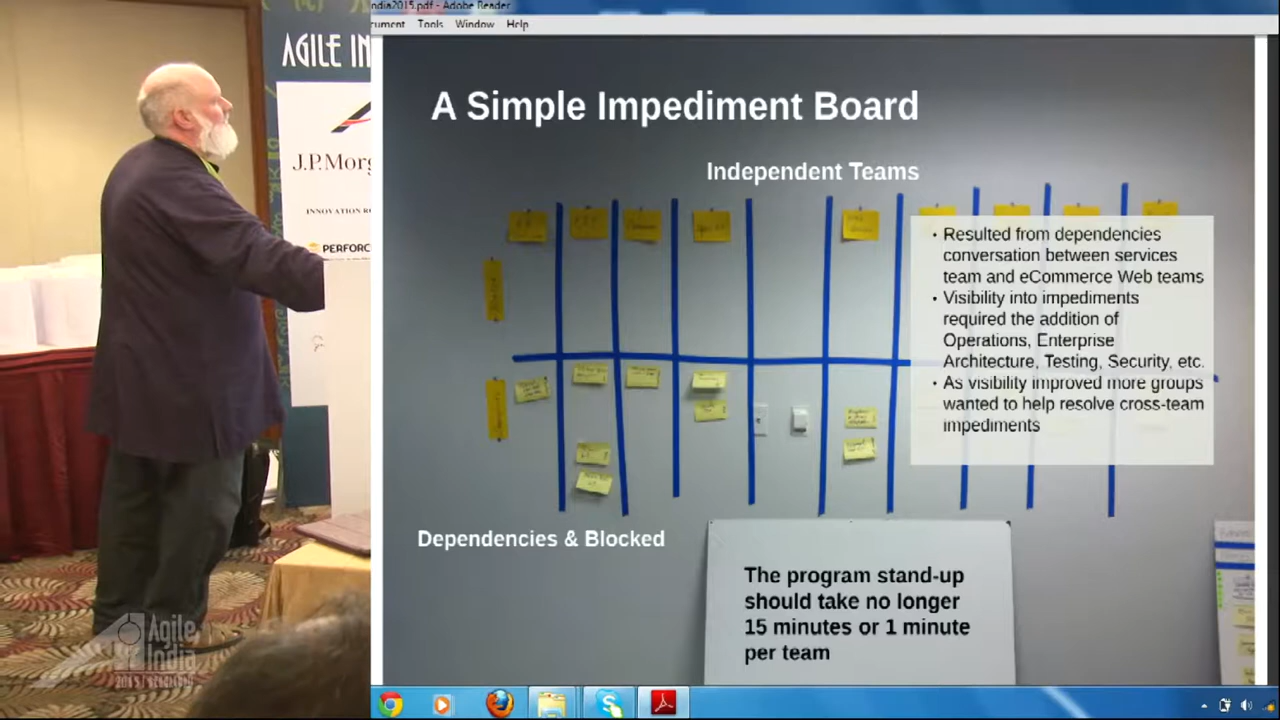 india2015.pdf - Adobe Reader
cument Tools Window Help
AGILE IN
J.P.Morg
INNOVATION RO
PERFORC
A Simple Impediment Board
Independent Teams
• Resulted from dependencies
conversation between services
team and eCommerce Web teams
• Visibility into impediments
required the addition of
Operations, Enterprise
Architecture, Testing, Security, etc.
• As visibility improved more groups
wanted to help resolve cross-team
impediments
Dependencies & Blocked
The program stand-up
should take no longer
15 minutes or 1 minute
per team
Agile
India
2015